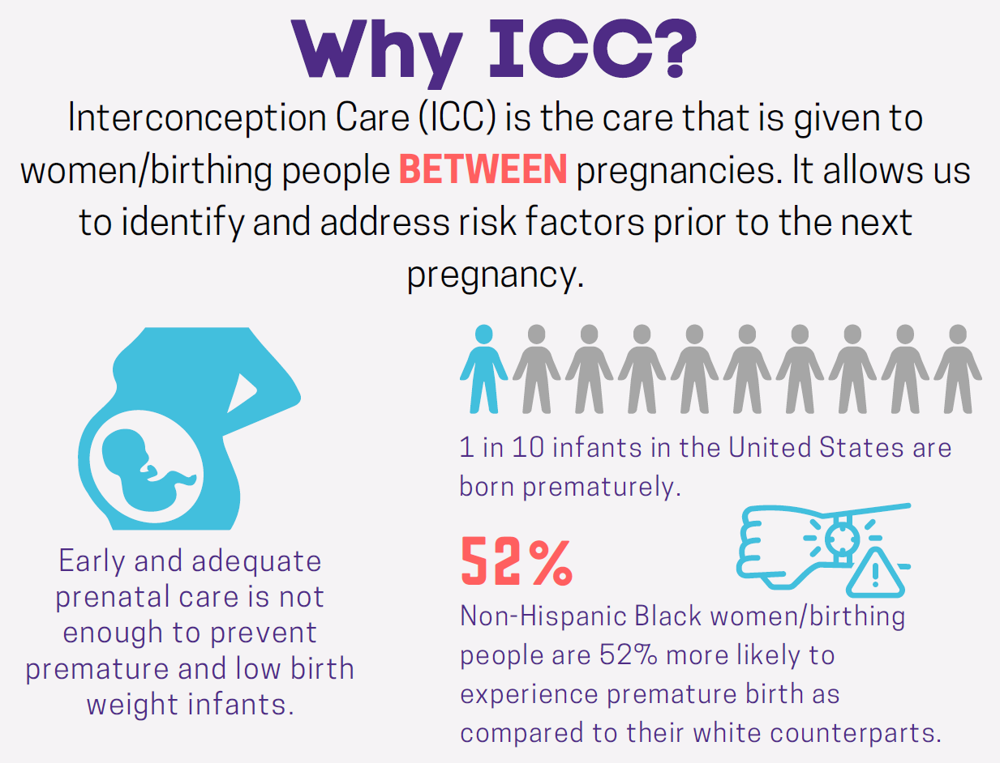 Why ICC?
Interconception Care (ICC) is the care that is given to
women/birthing people BETWEEN pregnancies. It allows us
to identify and address risk factors prior to the next
pregnancy.
Early and adequate
prenatal care is not
enough to prevent
premature and low birth
weight infants.
1 in 10 infants in the United States are
born prematurely.
52%
Non-Hispanic Black women/birthing
people are 52% more likely to
experience premature birth as
compared to their white counterparts.